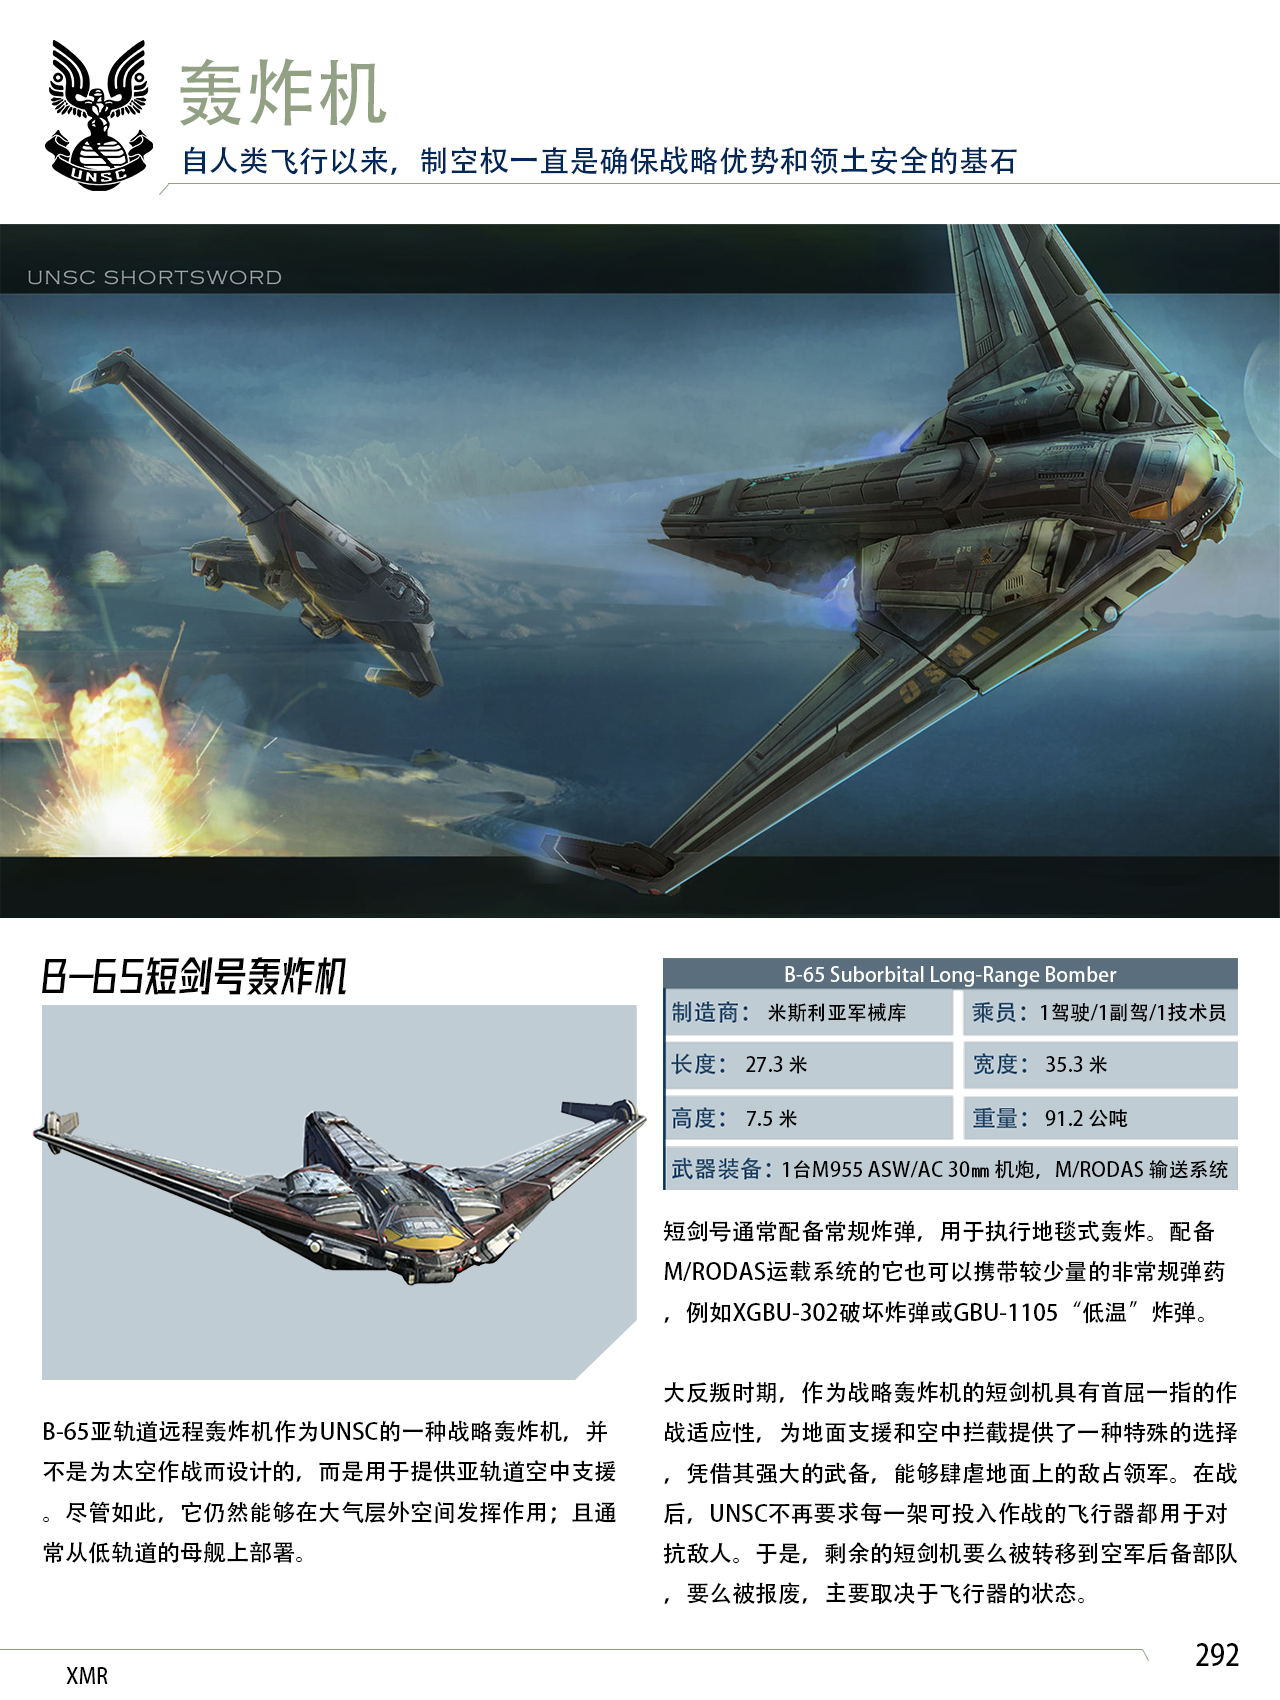 轰炸机
自人类飞行以来，制空权一直是确保战略优势和领土安全的基石
UNSC
UNSC SHORTSWORD
UNSC
B-65短剑号轰炸机
B-65亚轨道远程轰炸机作为UNSC的一种战略轰炸机，并
不是为太空作战而设计的，而是用于提供亚轨道空中支援
。尽管如此，它仍然能够在大气层外空间发挥作用；且通
常从低轨道的母舰上部署。
B-65 Suborbital Long-Range Bomber
制造商： 米斯利亚军械库
乘员：1驾驶/1副驾/1技术员
长度： 27.3 米
宽度： 35.3 米
高度： 7.5 米
重量： 91.2 公吨
武器装备：1台M955 ASW/AC 30㎜ 机炮，M/RODAS 输送系统
短剑号通常配备常规炸弹，用于执行地毯式轰炸。配备
M/RODAS运载系统的它也可以携带较少量的非常规弹药
，例如XGBU-302破坏炸弹或GBU-1105“低温”炸弹。
大反叛时期，作为战略轰炸机的短剑机具有首屈一指的作
战适应性，为地面支援和空中拦截提供了一种特殊的选择
，凭借其强大的武备，能够肆虐地面上的敌占领军。在战
后，UNSC不再要求每一架可投入作战的飞行器都用于对
抗敌人。于是，剩余的短剑机要么被转移到空军后备部队
，要么被报废，主要取决于飞行器的状态。
XMR
292